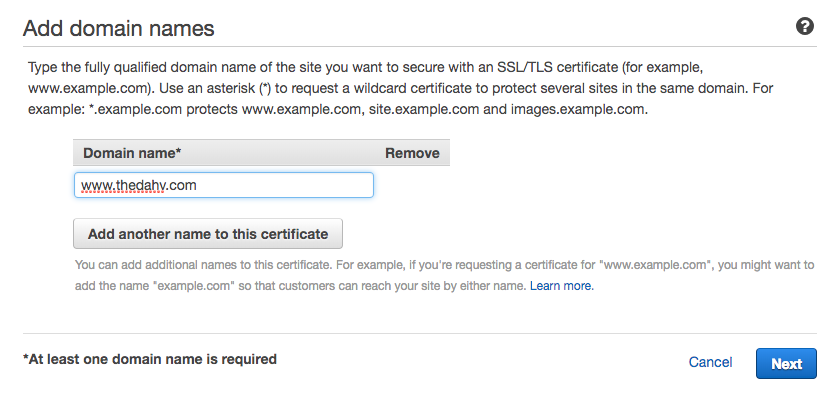 Add domain names
?
Type the fully qualified domain name of the site you want to secure with an SSL/TLS certificate (for example,
www.example.com). Use an asterisk (*) to request a wildcard certificate to protect several sites in the same domain. For
example: *.example.com protects www.example.com, site.example.com and images.example.com.
Domain name* Remove
www.thedahv.com
Add another name to this certificate
You can add additional names to this certificate. For example, if you're requesting a certificate for "www.example.com", you might want to
add the name "example.com" so that customers can reach your site by either name. Learn more.
*At least one domain name is required
Cancel Next